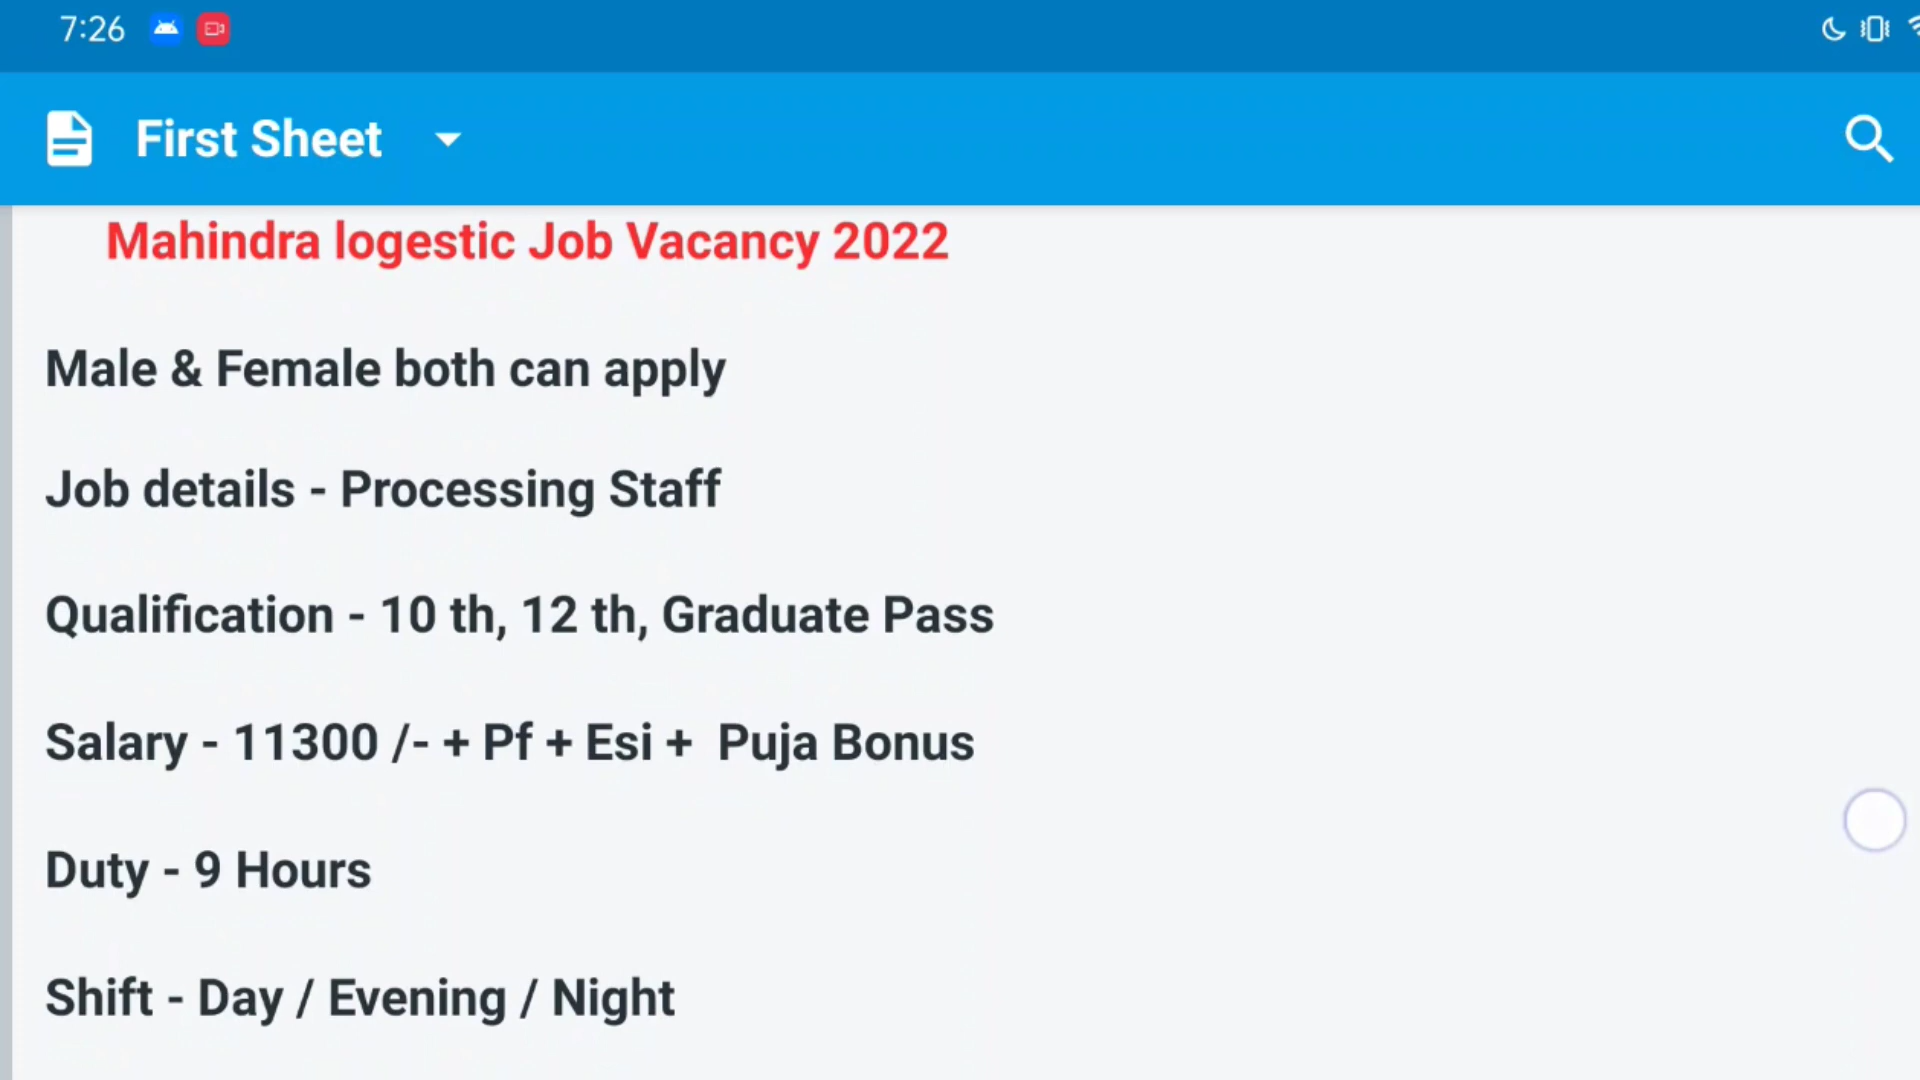 7:26
First Sheet
Mahindra logestic Job Vacancy 2022
Male & Female both can apply
Job details - Processing Staff
Qualification - 10 th, 12 th, Graduate Pass
Salary - 11300 /- + Pf + Esi +  Puja Bonus
Duty - 9 Hours
Shift - Day / Evening / Night